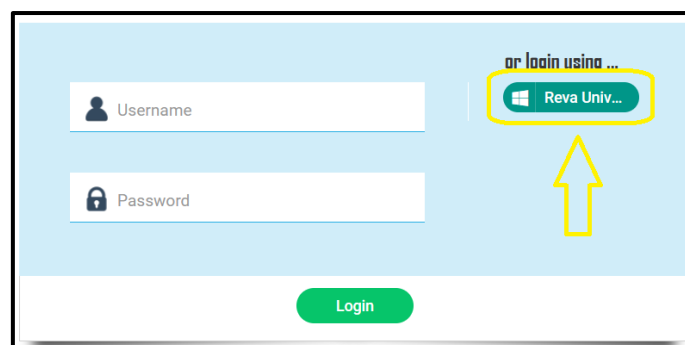 Username
Password
or login using ...
Reva Univ...
Login